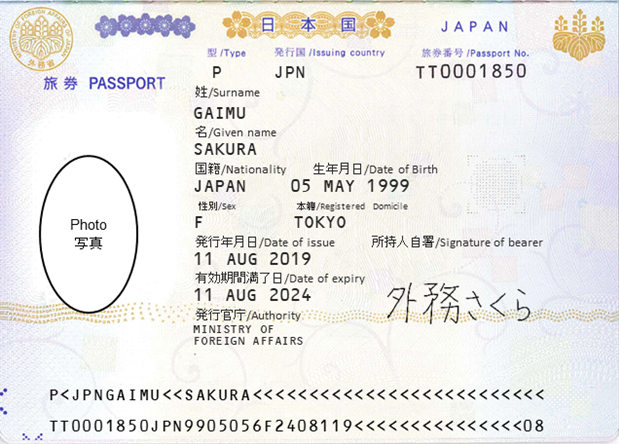 日本国 JAPAN
型/Type 発行国/Issuing country 旅券番号/Passport No.
旅券 PASSPORT P JPN TT0001850
姓/Surname
GAIMU
名/Given name
SAKURA
国籍/Nationality 生年月日/Date of Birth
JAPAN 05 MAY 1999
性別/Sex 本籍/Registered Domicile
F TOKYO
発行年月日/Date of issue 所持人自署/Signature of bearer
11 AUG 2019
有効期間満了日/Date of expiry
11 AUG 2024
外務さくら
発行官庁/Authority
MINISTRY OF
FOREIGN AFFAIRS
Photo
写真
P<JPNGAIMU<<SAKURA<<<<<<<<<<<<<<<<<<<<<<<<<<
TT0001850JPN9905056F2408119<<<<<<<<<<<<<<<08
MINISTRY OF FOREIGN AFFAIRS OF JAPAN
外務省